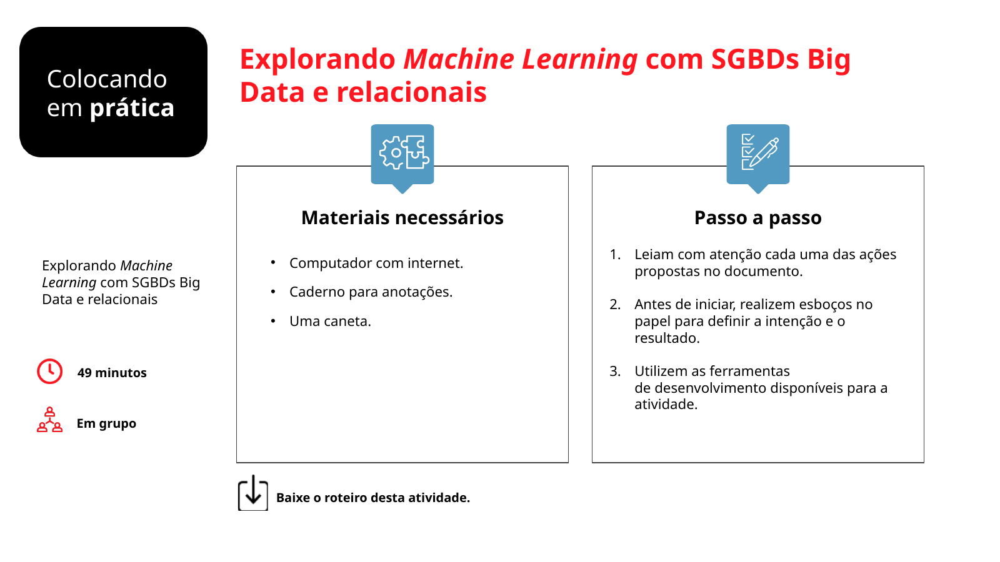 Colocando
em prática
Explorando Machine Learning com SGBDs Big
Data e relacionais
Explorando Machine
Learning com SGBDs Big
Data e relacionais
49 minutos
Em grupo
Materiais necessários
• Computador com internet.
• Caderno para anotações.
• Uma caneta.
Passo a passo
1. Leiam com atenção cada uma das ações
propostas no documento.
2. Antes de iniciar, realizem esboços no
papel para definir a intenção e o
resultado.
3. Utilizem as ferramentas
de desenvolvimento disponíveis para a
atividade.
Baixe o roteiro desta atividade.